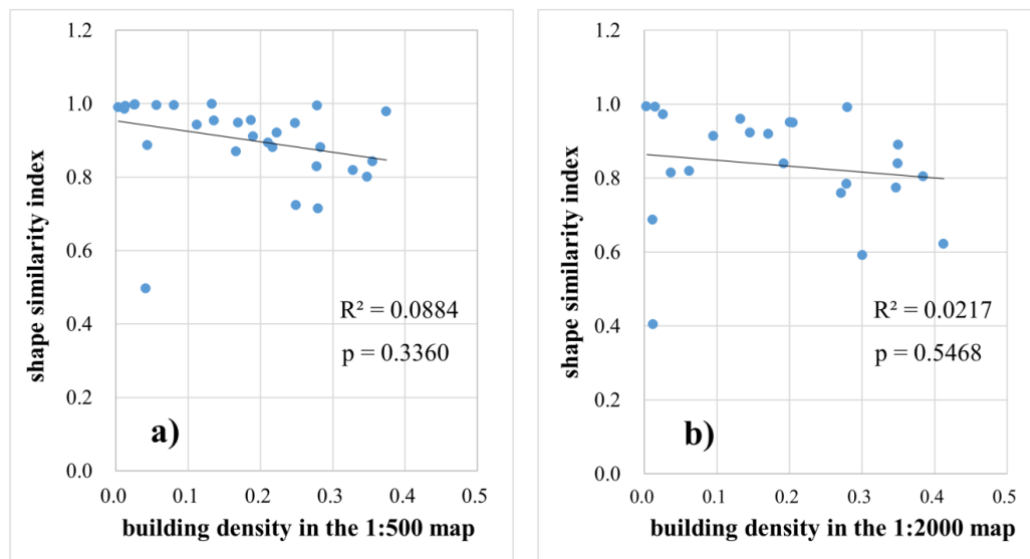 1.2
1.0
0.8
0.6
0.4
0.2
0.0
shape similarity index
R² = 0.0884
p = 0.3360
a)
0.0 0.1 0.2 0.3 0.4 0.5
building density in the 1:500 map
1.2
1.0
0.8
0.6
0.4
0.2
0.0
shape similarity index
R² = 0.0217
p = 0.5468
b)
0.0 0.1 0.2 0.3 0.4 0.5
building density in the 1:2000 map